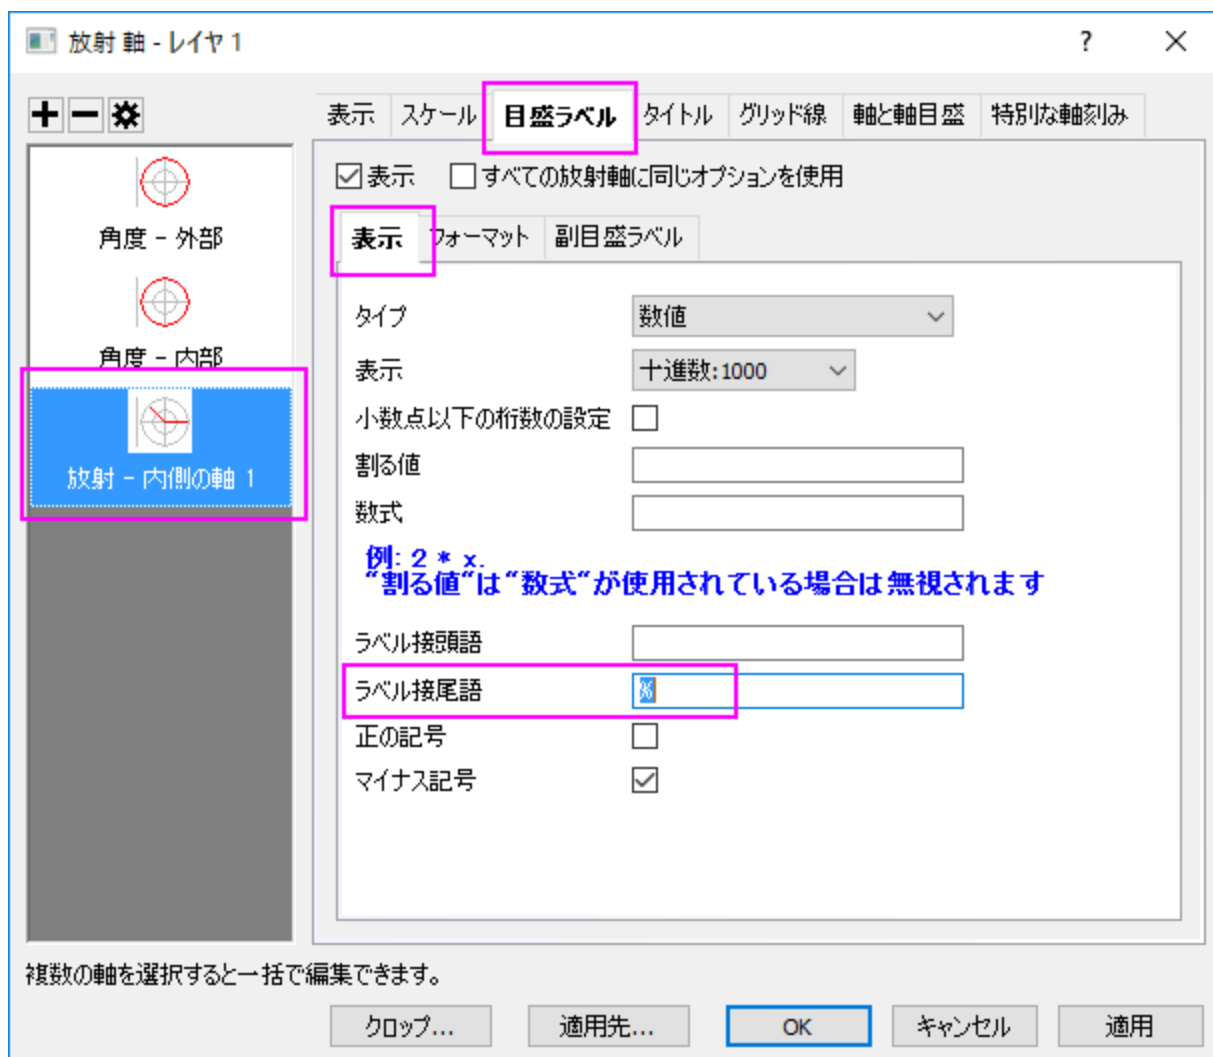 放射 軸 - レイヤ 1
?
表示 スケール 目盛ラベル タイトル グリッド線 軸と軸目盛 特別な軸刻み
表示 すべての放射軸に同じオプションを使用
角度 - 外部
表示 フォーマット 副目盛ラベル
角度 - 内部
放射 - 内側の軸 1
タイプ 数値
表示 十進数:1000
小数点以下の桁数の設定
割る値
数式
例: 2 * x.
“割る値“は“数式“が使用されている場合は無視されます
ラベル接頭語
ラベル接尾語 %
正の記号
マイナス記号
複数の軸を選択すると一括で編集できます。
クロップ... 適用先... OK キャンセル 適用